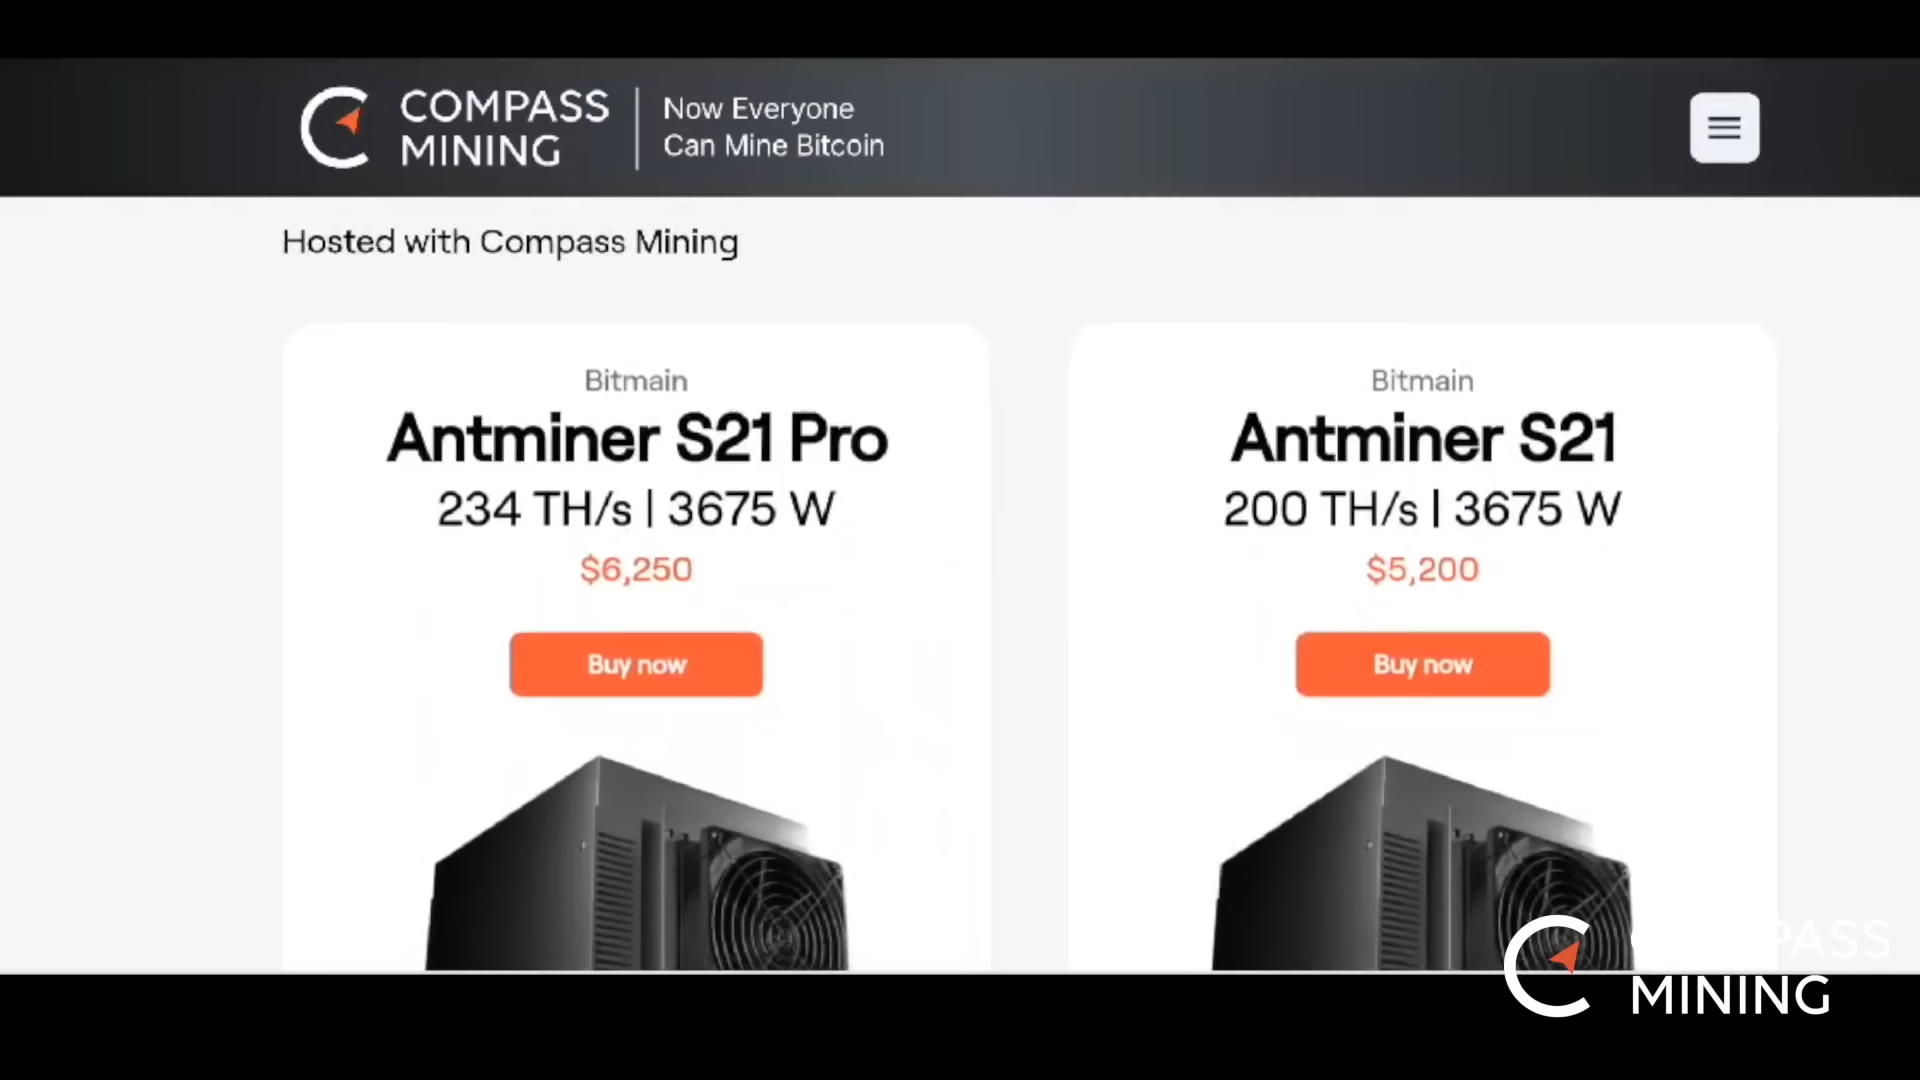 COMPASS
MINING
Now Everyone
Can Mine Bitcoin
Hosted with Compass Mining
Bitmain
Antminer S21 Pro
234 TH/s | 3675 W
$6,250
Buy now
Bitmain
Antminer S21
200 TH/s | 3675 W
$5,200
Buy now
COMPASS
MINING